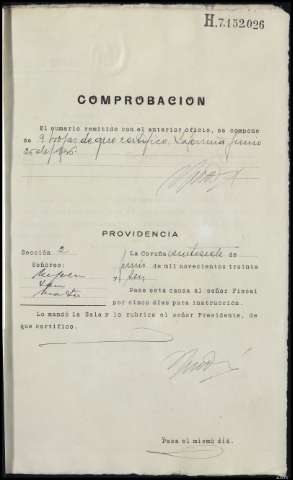 H.7.152026
COMPROBACION
El sumario remitido con el anterior oficio, se compone
de 9 hojas de que certifico. La Coruña Junio
PROVIDENCIA
Sección 2 La Coruña veintiseis de
Señores: Junio de mil novecientos treinta
y seis
Pase esta causa al señor Fiscal
por cinco días para instrucción.
Lo mandó la Sala y lo rubrica el señor Presidente, de
que certifico.
Pasa el mismo día.